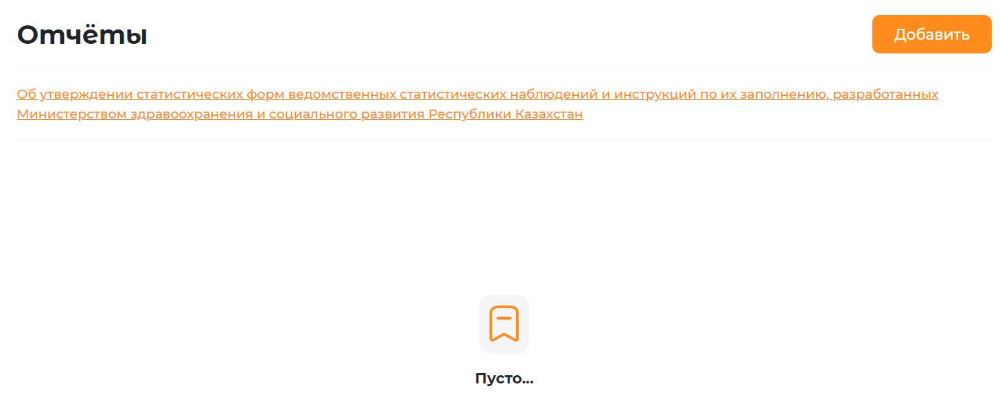 Отчёты
Добавить
Об утверждении статистических форм ведомственных статистических наблюдений и инструкций по их заполнению, разработанных
Министерством здравоохранения и социального развития Республики Казахстан
Пусто...